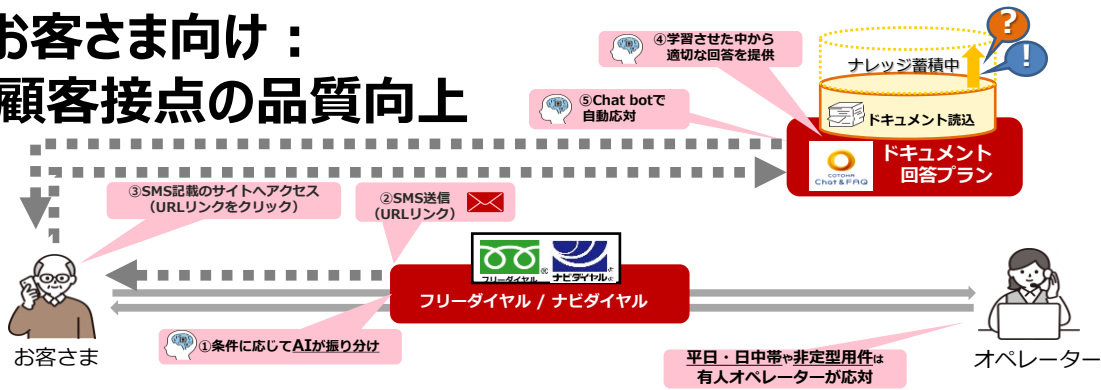 お客さま向け：
顧客接点の品質向上
④学習させた中から
適切な回答を提供
⑤Chat botで
自動応対
?
!
ナレッジ蓄積中
ドキュメント読込
COTOHA
Chat & FAQ
ドキュメント
回答プラン
③SMS記載のサイトへアクセス
（URLリンクをクリック）
②SMS送信
（URLリンク）
フリーダイヤル®
ナビダイヤル
フリーダイヤル / ナビダイヤル
①条件に応じてAIが振り分け
お客さま
平日・日中帯や非定型用件は
有人オペレーターが応対
オペレーター